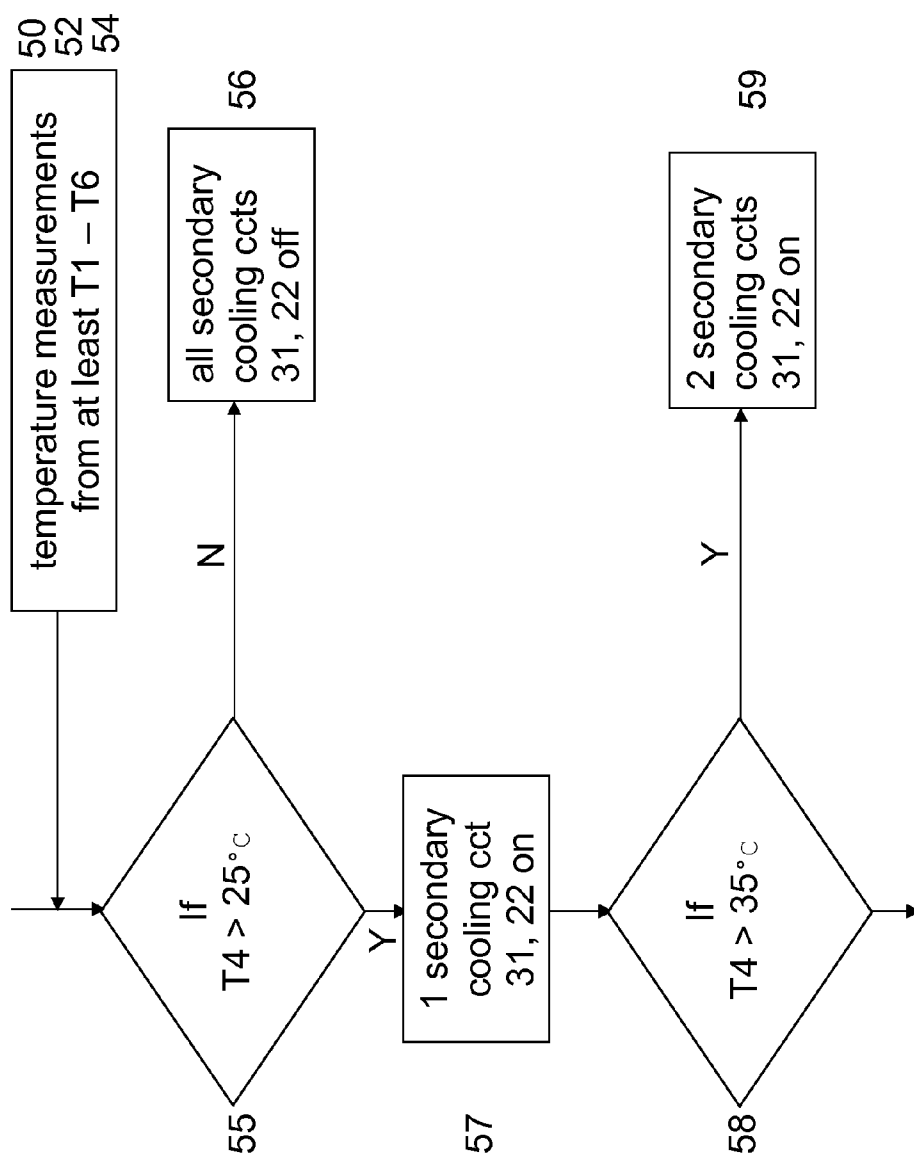 temperature measurements
from at least T1 – T6
50
52
54
If
T4 > 25°C
55
N
all secondary
cooling ccts
31, 22 off
56
Y
1 secondary
cooling cct
31, 22 on
57
If
T4 > 35°C
58
Y
2 secondary
cooling ccts
31, 22 on
59